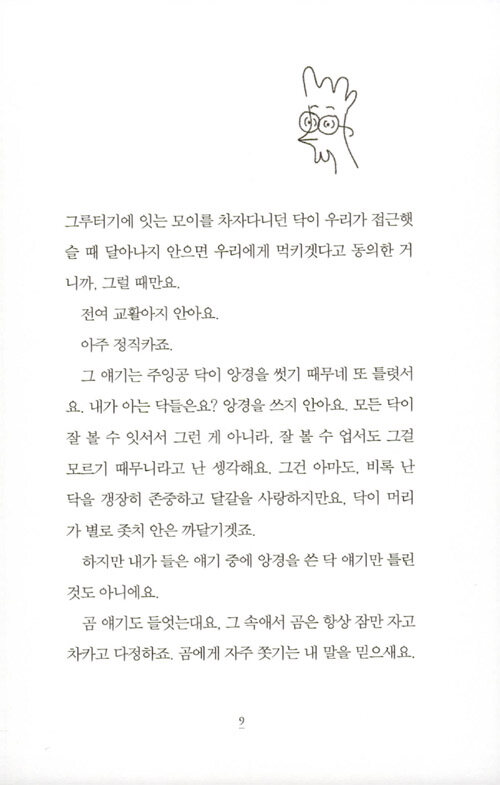 그루터기에 잇는 모이를 차자다니던 닥이 우리가 접근햇
슬 때 달아나지 안으면 우리에게 먹키겟다고 동의한 거
니까, 그럴 때만요.
전여 교활아지 안아요.
아주 정직카죠.
그 얘기는 주잉공 닥이 앙경을 썻기 때무네 또 틀렷서
요. 내가 아는 닥들은요? 앙경을 쓰지 안아요. 모든 닥이
잘 볼 수 잇서서 그런 게 아니라, 잘 볼 수 업서도 그걸
모르기 때무니라고 난 셍각해요. 그건 아마도, 비록 난
닥을 갱장히 존중하고 달갈을 사랑하지만요, 닥이 머리
가 별로 좃치 안은 까달기겟죠.
하지만 내가 들은 얘기 중에 앙경을 쓴 닥 얘기만 틀린
것도 아니에요.
곰 얘기도 들엇는대요, 그 속애서 곰은 항상 잠만 자고
차카고 다정하죠. 곰에게 자주 쫏기는 내 말을 믿으새요.
9